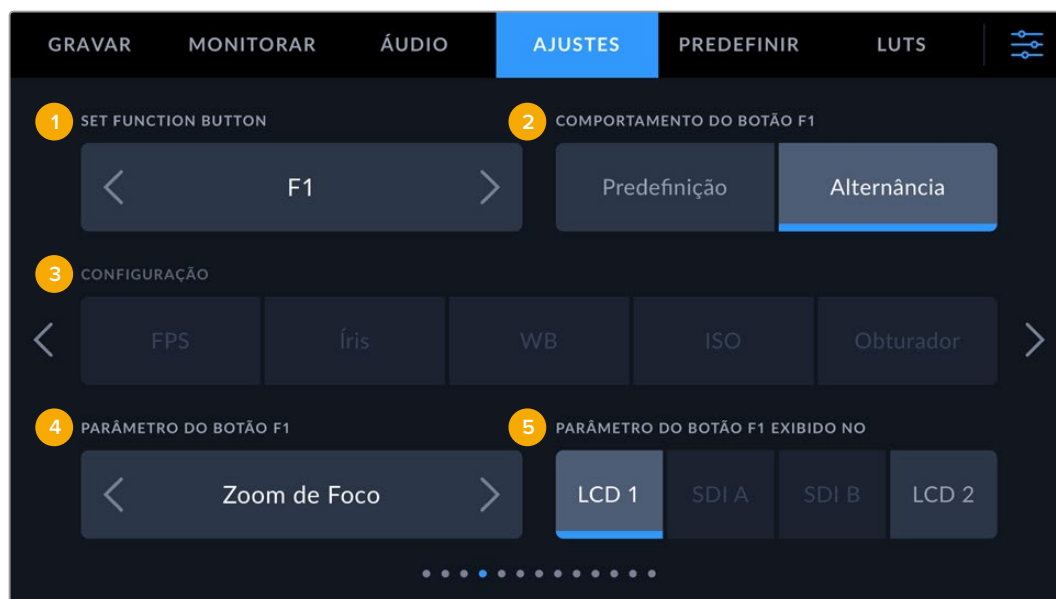 GRAVAR MONITORAR ÁUDIO AJUSTES PREDEFINIR LUTS
1 SET FUNCTION BUTTON 2 COMPORTAMENTO DO BOTÃO F1
F1 Predefinição Alternância
3 CONFIGURAÇÃO
FPS Íris WB ISO Obturador
4 PARÂMETRO DO BOTÃO F1 5 PARÂMETRO DO BOTÃO F1 EXIBIDO NO
Zoom de Foco LCD 1 SDI A SDI B LCD 2